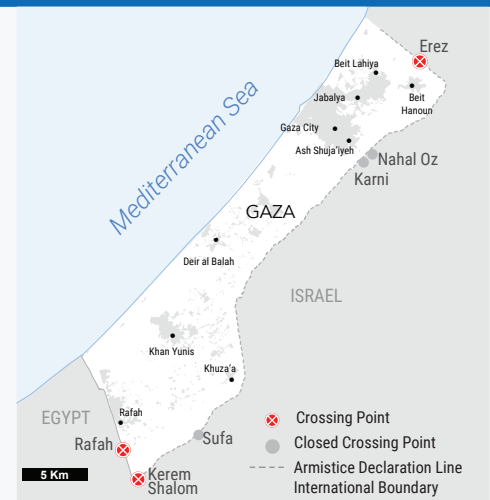 Erez
Beit Lahiya
Jabalya
Beit
Hanoun
Mediterranean Sea
Gaza City
Ash Shuja'iyeh
Nahal Oz
Karni
GAZA
Deir al Balah
ISRAEL
Khan Yunis
Khuza'a
EGYPT
Rafah
Rafah
Sufa
Kerem
Shalom
5 Km
Crossing Point
Closed Crossing Point
Armistice Declaration Line
International Boundary